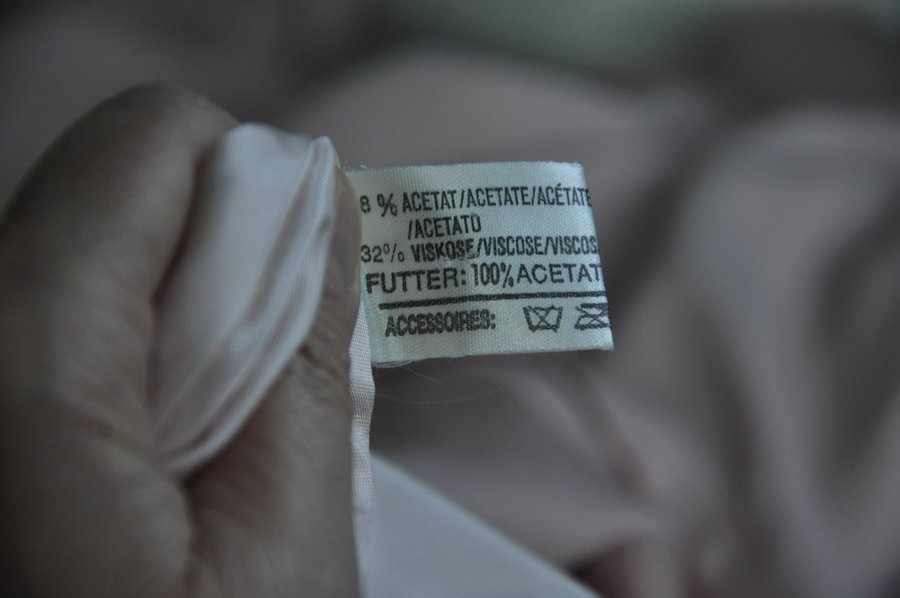 8 % ACETAT/ACETATE/ACÉTATE
/ACETATO
32% VISKOSE/VISCOSE/VISCOS
FUTTER: 100% ACETAT
ACCESSOIRES: